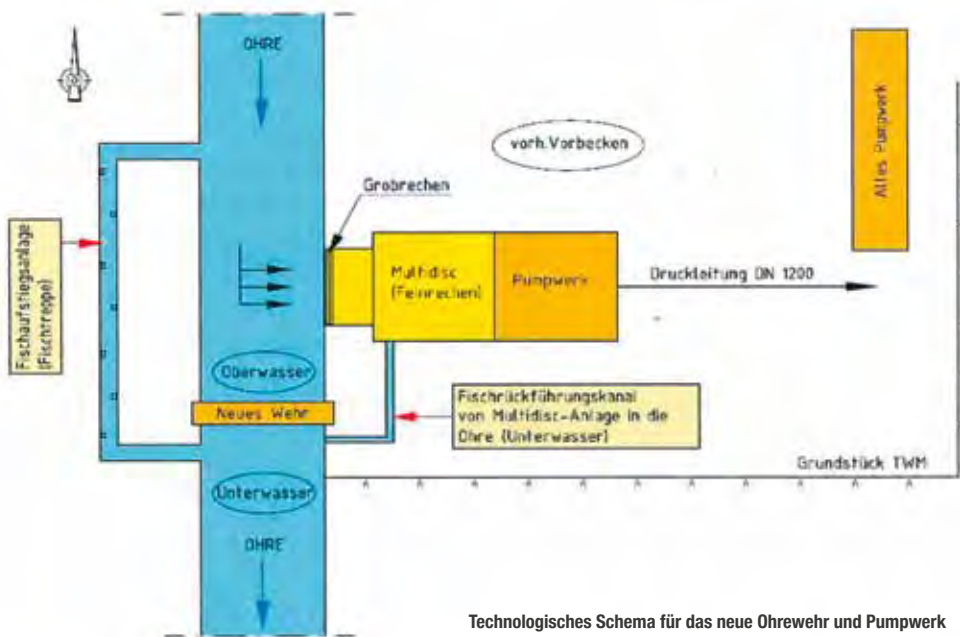 OHRE
vorh.Vorbecken
Altes Pumpwerk
Grobrechen
Fischaufstiegsanlage
(Fischtreppe)
Multidisc
(Feinrechen)
Pumpwerk
Druckleitung DN 1200
Oberwasser
Neues Wehr
Fischrückführungskanal
von Multidisc-Anlage in die
Ohre (Unterwasser)
Grundstück TWM
Unterwasser
OHRE
Technologisches Schema für das neue Ohrewehr und Pumpwerk